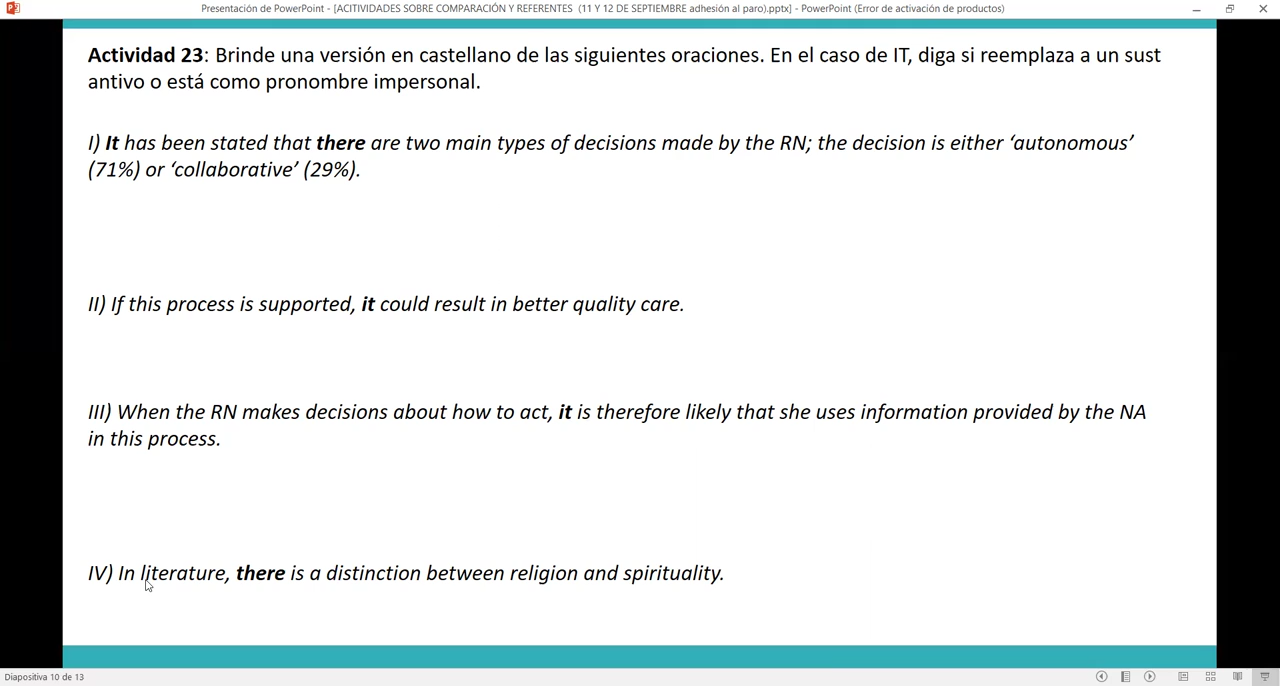 Presentación de PowerPoint - [ACITIVIDADES SOBRE COMPARACIÓN Y REFERENTES (11 Y 12 DE SEPTIEMBRE adhesión al paro).pptx] - PowerPoint (Error de activación de productos)
Actividad 23: Brinde una versión en castellano de las siguientes oraciones. En el caso de IT, diga si reemplaza a un sust
antivo o está como pronombre impersonal.
I) It has been stated that there are two main types of decisions made by the RN; the decision is either ‘autonomous’
(71%) or ‘collaborative’ (29%).
II) If this process is supported, it could result in better quality care.
III) When the RN makes decisions about how to act, it is therefore likely that she uses information provided by the NA
in this process.
IV) In literature, there is a distinction between religion and spirituality.
Diapositiva 10 de 13